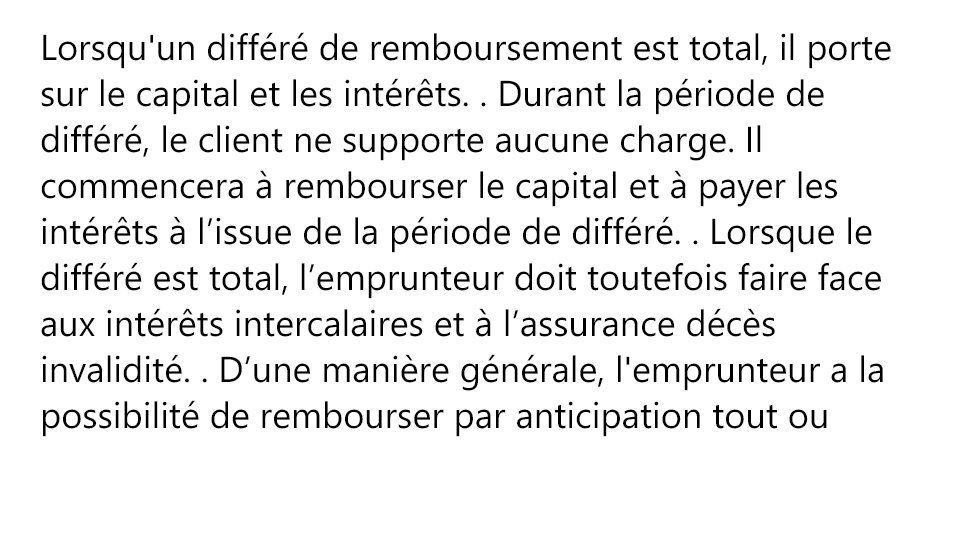 Lorsqu'un différé de remboursement est total, il porte
sur le capital et les intérêts. . Durant la période de
différé, le client ne supporte aucune charge. Il
commencera à rembourser le capital et à payer les
intérêts à l’issue de la période de différé. . Lorsque le
différé est total, l’emprunteur doit toutefois faire face
aux intérêts intercalaires et à l’assurance décès
invalidité. . D’une manière générale, l'emprunteur a la
possibilité de rembourser par anticipation tout ou